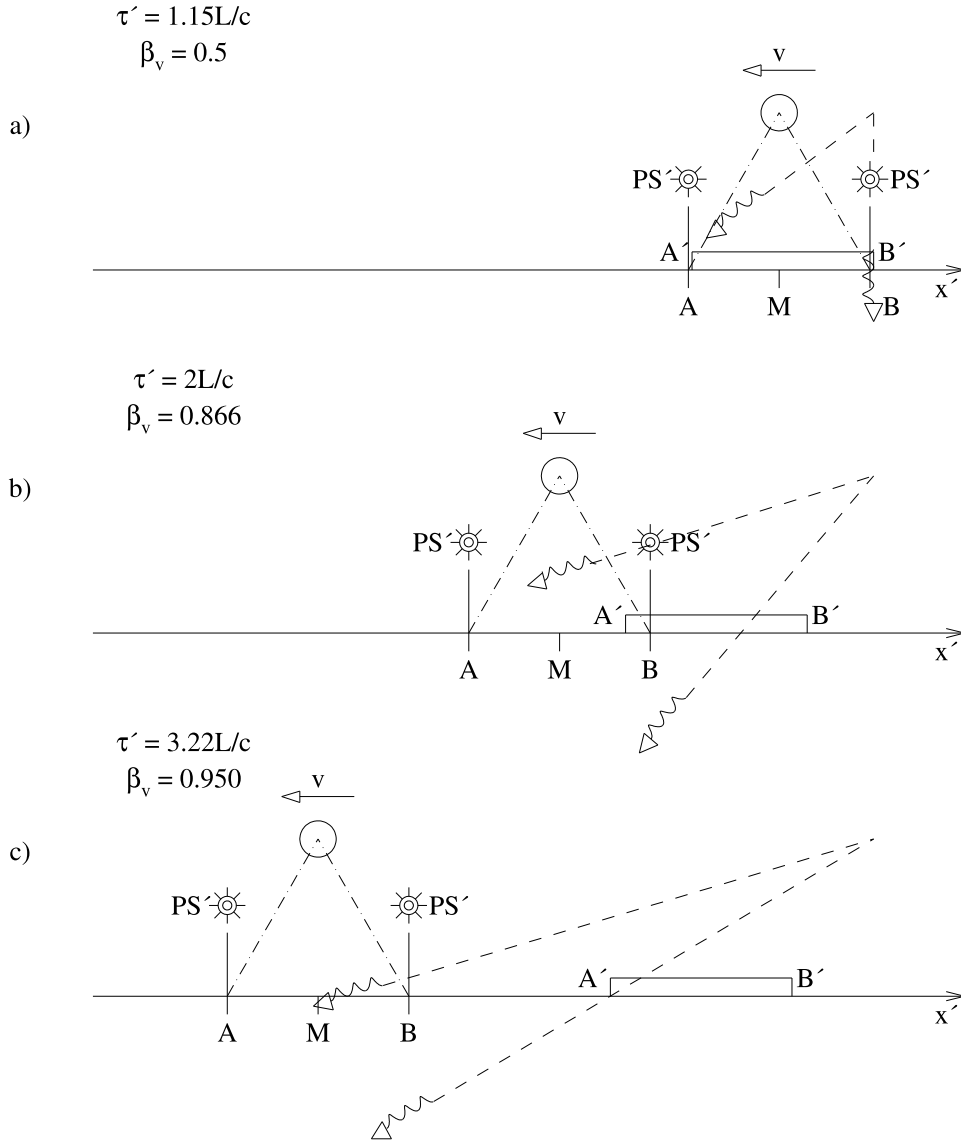 τ´ = 1.15L/c
β_v = 0.5
v
a)
PS´ PS´
A´ B´
x´
A M B
τ´ = 2L/c
β_v = 0.866
v
b)
PS´ PS´
A´ B´
x´
A M B
τ´ = 3.22L/c
β_v = 0.950
v
c)
PS´ PS´
A´ B´
x´
A M B